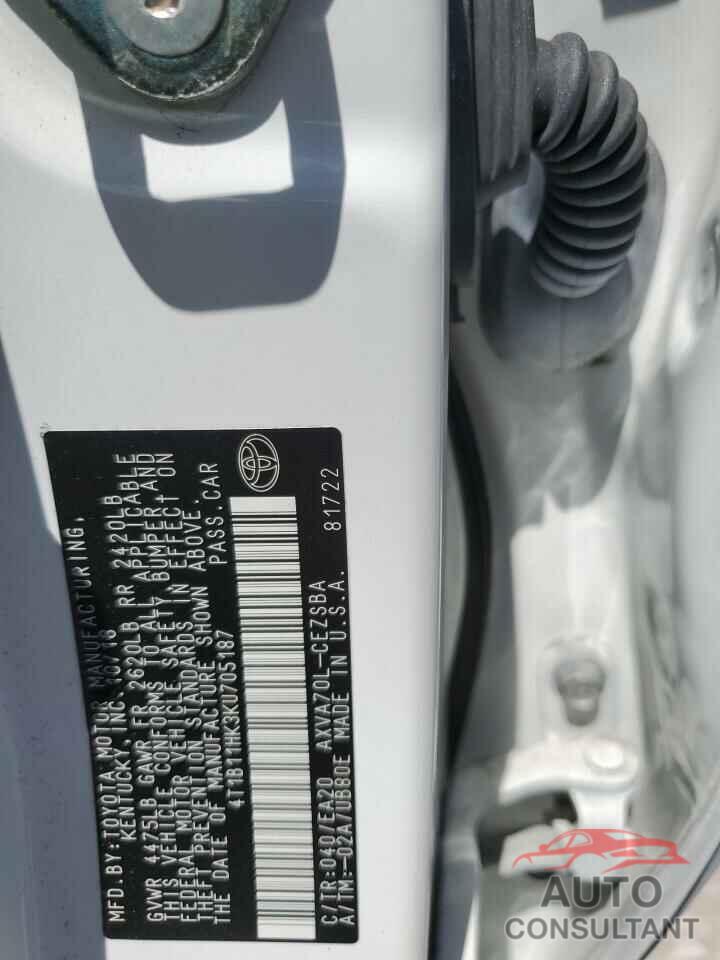 MFD. BY: TOYOTA MOTOR MANUFACTURING,
KENTUCKY, INC. 10/18
GVWR 4475LB GAWR FR 2620LB RR 2420LB
THIS VEHICLE CONFORMS TO ALL APPLICABLE
FEDERAL MOTOR VEHICLE SAFETY, BUMPER AND
THEFT PREVENTION STANDARDS IN EFFECT ON
THE DATE OF MANUFACTURE SHOWN ABOVE.
4T1B11HK3KU705187 PASS.CAR
C/TR:040/EA20 AXVA70L-CEZSBA
A/TM:-02A/UB80E MADE IN U.S.A. 81722
AUTO
CONSULTANT